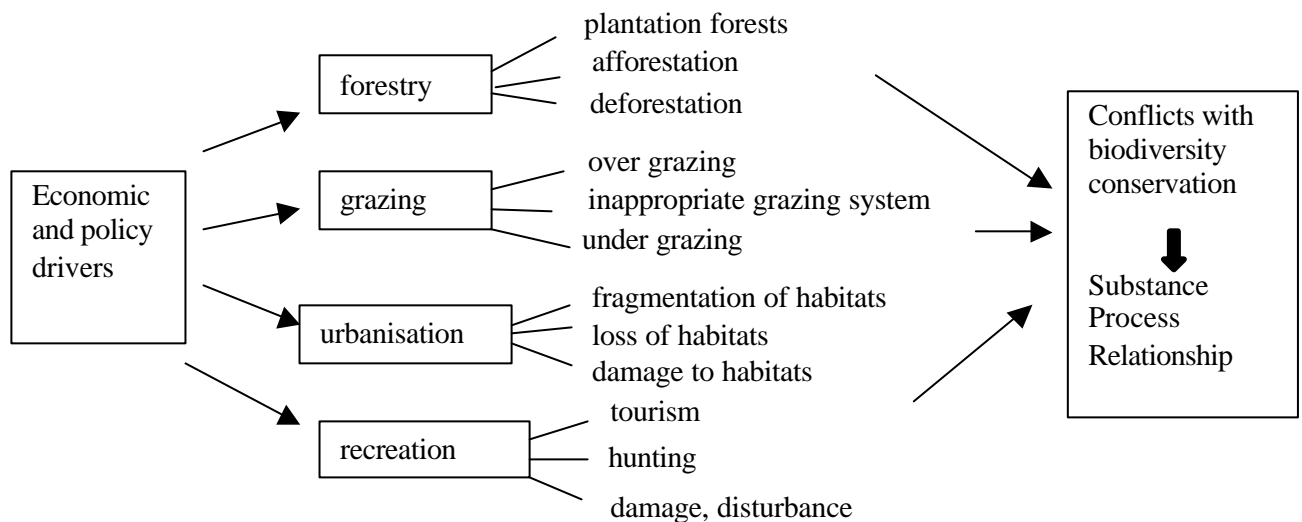 Economic
and policy
drivers
forestry
plantation forests
afforestation
deforestation
grazing
over grazing
inappropriate grazing system
under grazing
urbanisation
fragmentation of habitats
loss of habitats
damage to habitats
recreation
tourism
hunting
damage, disturbance
Conflicts with
biodiversity
conservation
Substance
Process
Relationship